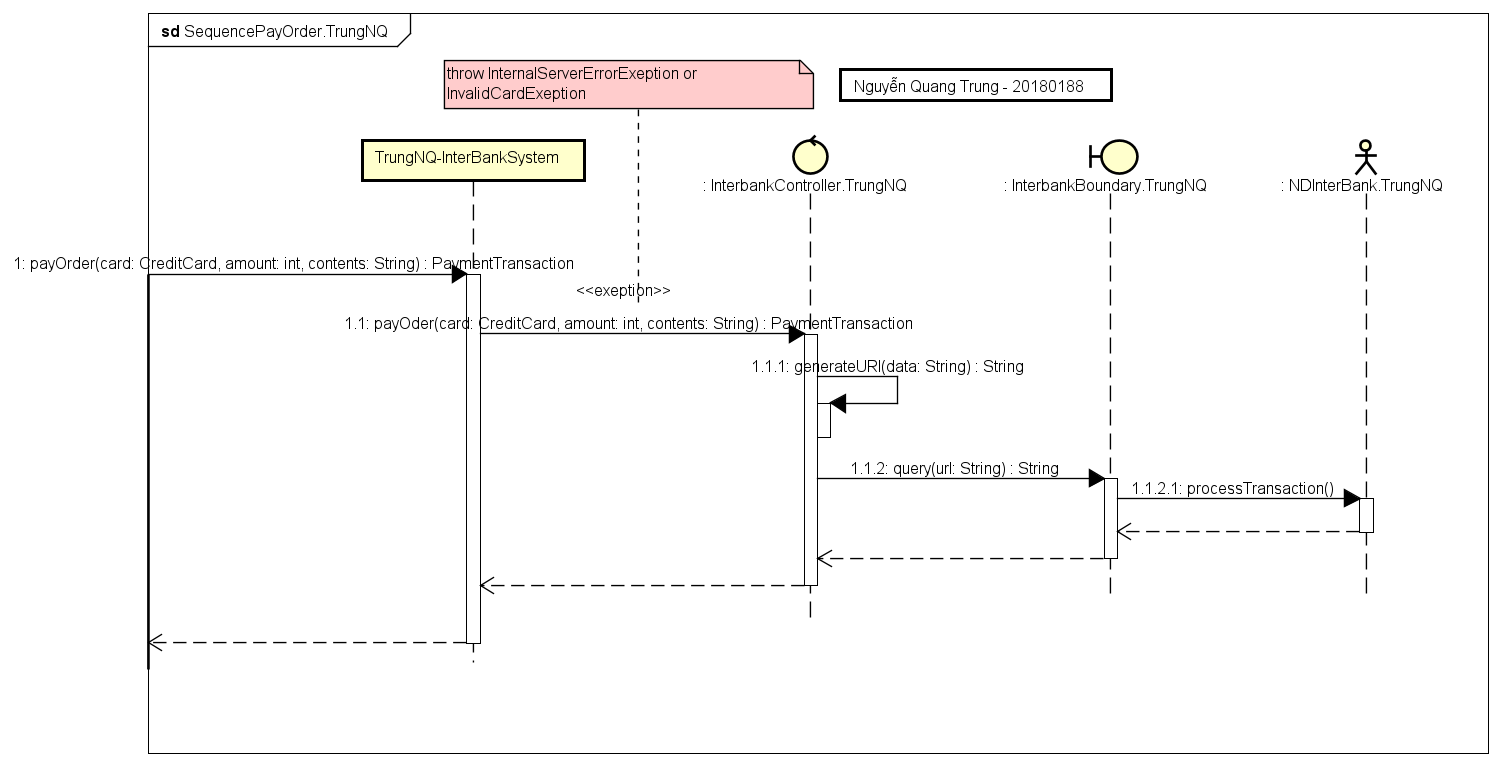 sd SequencePayOrder.TrungNQ
throw InternalServerErrorExeption or
InvalidCardExeption
Nguyễn Quang Trung - 20180188
TrungNQ-InterBankSystem
: InterbankController.TrungNQ
: InterbankBoundary.TrungNQ
: NDInterBank.TrungNQ
1: payOrder(card: CreditCard, amount: int, contents: String) : PaymentTransaction
<<exeption>>
1.1: payOder(card: CreditCard, amount: int, contents: String) : PaymentTransaction
1.1.1: generateURl(data: String) : String
1.1.2: query(url: String) : String
1.1.2.1: processTransaction()